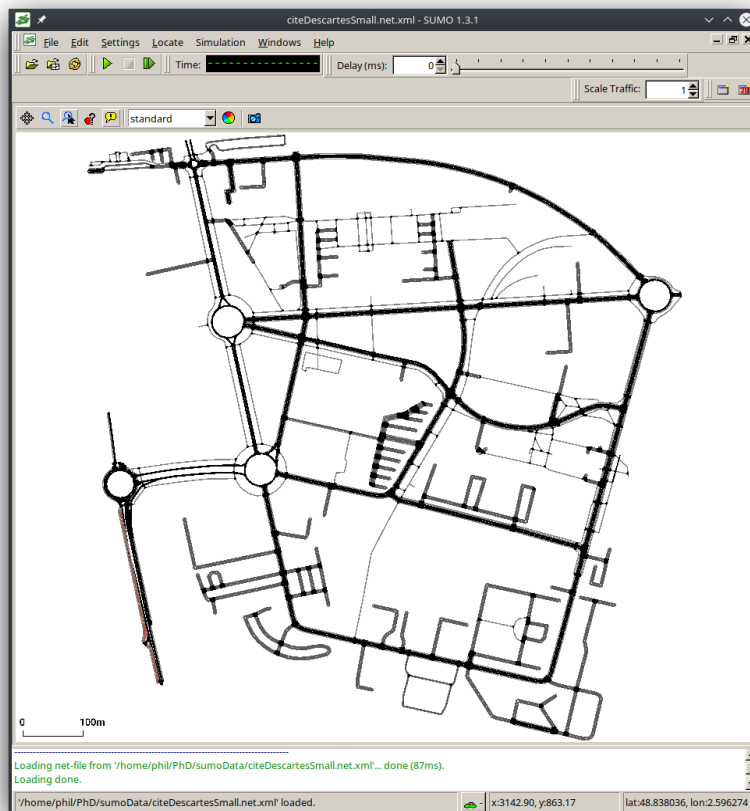 citeDescartesSmall.net.xml - SUMO 1.3.1
File Edit Settings Locate Simulation Windows Help
Time: Delay (ms): 0
Scale Traffic: 1
standard
0 100m
Loading net-file from '/home/phil/PhD/sumoData/citeDescartesSmall.net.xml'... done (87ms).
Loading done.
'/home/phil/PhD/sumoData/citeDescartesSmall.net.xml' loaded. x:3142.90, y:863.17 lat:48.838036, lon:2.596274